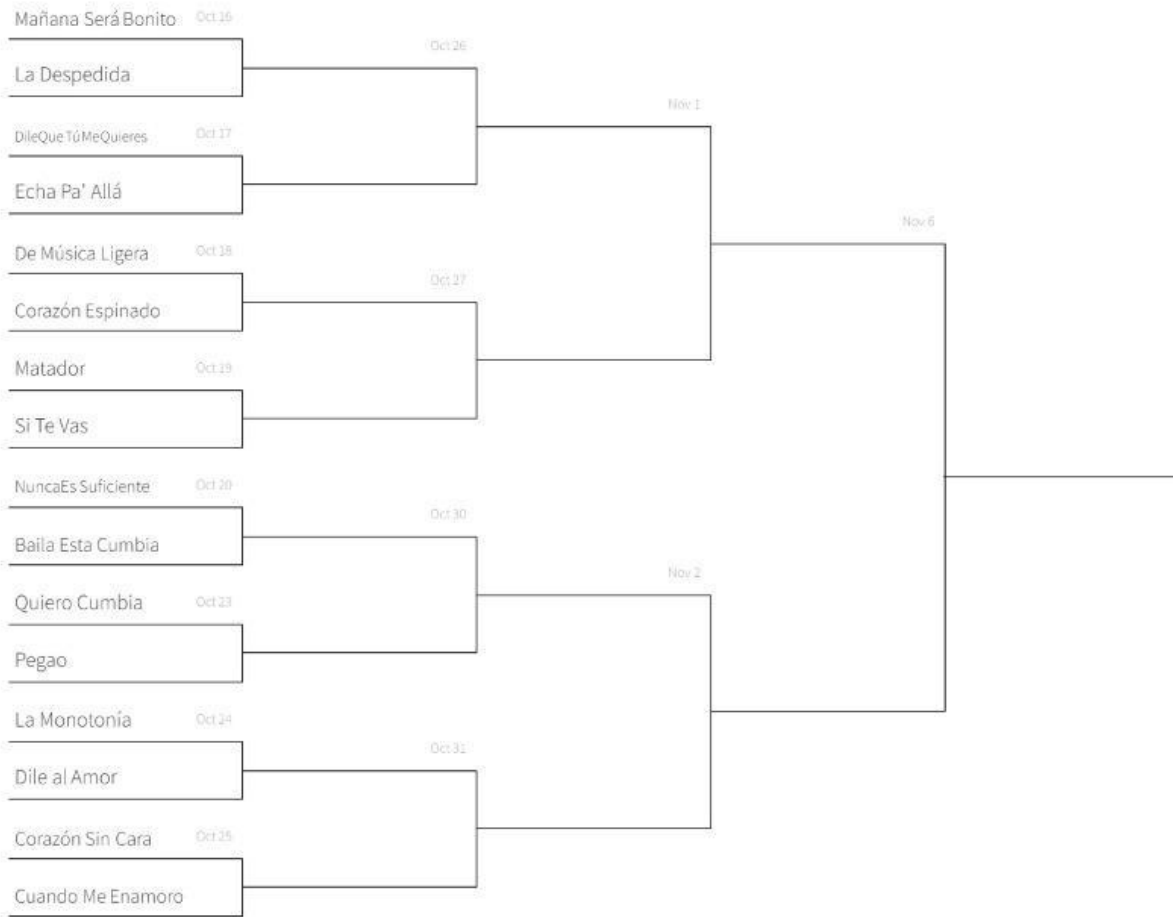 Mañana Será Bonito Oct 16
La Despedida
Oct 26
Nov 1
DileQue TúMeQuieres Oct 17
Echa Pa' Allá
Nov 6
De Música Ligera Oct 18
Oct 27
Corazón Espinado
Matador Oct 19
Si Te Vas
NuncaEs Suficiente Oct 20
Oct 30
Baila Esta Cumbia
Nov 2
Quiero Cumbia Oct 23
Pegao
La Monotonía Oct 24
Oct 31
Dile al Amor
Corazón Sin Cara Oct 25
Cuando Me Enamoro